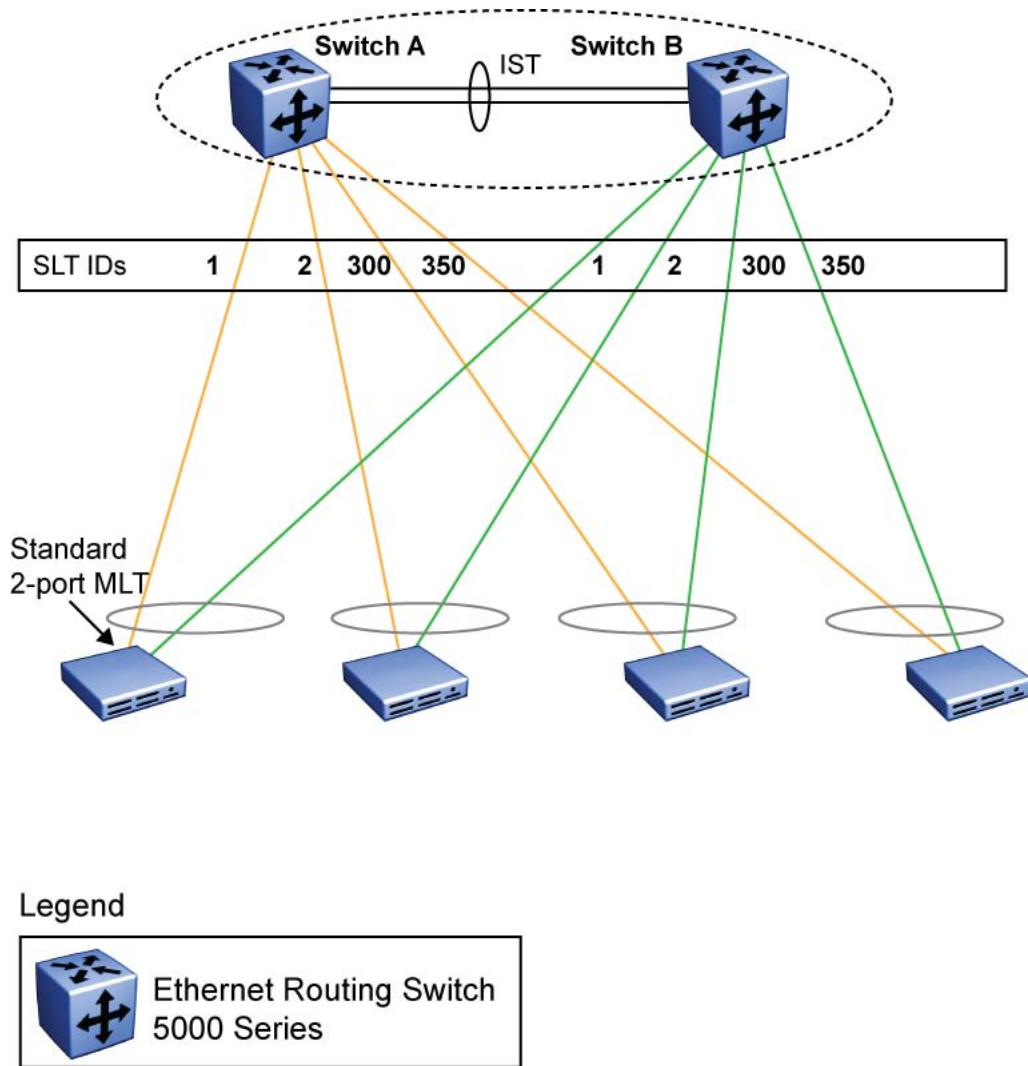 Switch A
Switch B
IST
SLT IDs 1 2 300 350 1 2 300 350
Standard
2-port MLT
Legend
Ethernet Routing Switch
5000 Series